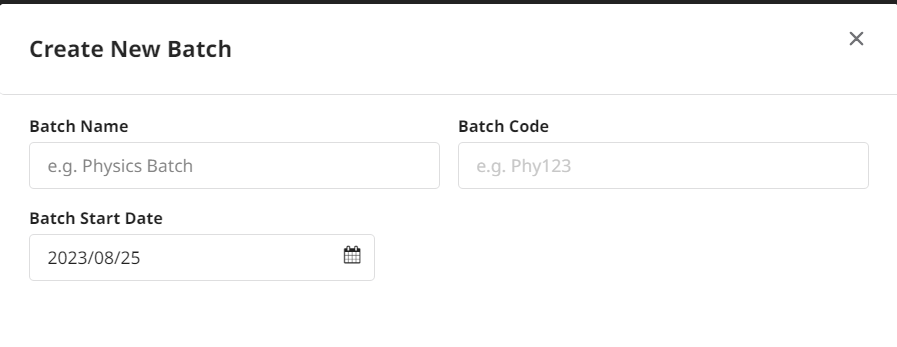 Create New Batch
Batch Name
Batch Code
e.g. Physics Batch
e.g. Phy123
Batch Start Date
2023/08/25